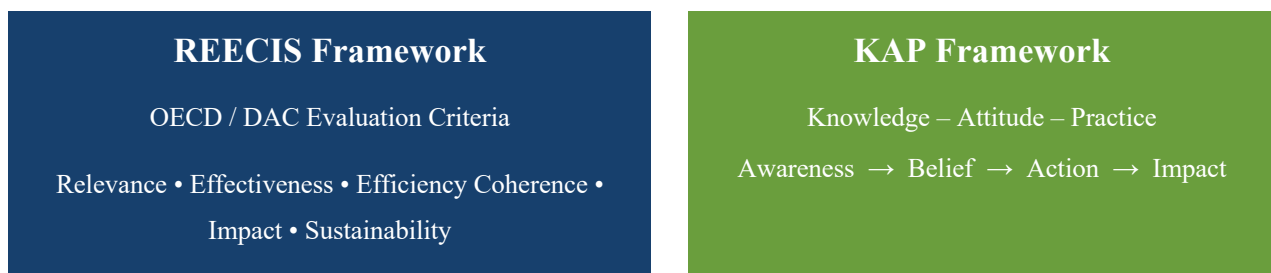 REECIS Framework
OECD / DAC Evaluation Criteria
Relevance • Effectiveness • Efficiency Coherence •
Impact • Sustainability
KAP Framework
Knowledge – Attitude – Practice
Awareness → Belief → Action → Impact